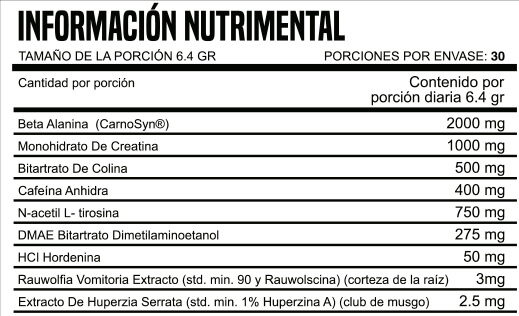 INFORMACIÓN NUTRIMENTAL
TAMAÑO DE LA PORCIÓN 6.4 GR PORCIONES POR ENVASE: 30
Cantidad por porción Contenido por porción diaria 6.4 gr
Beta Alanina (CarnoSyn®) 2000 mg
Monohidrato De Creatina 1000 mg
Bitartrato De Colina 500 mg
Cafeína Anhidra 400 mg
N-acetil L- tirosina 750 mg
DMAE Bitartrato Dimetilaminoetanol 275 mg
HCI Hordenina 50 mg
Rauwolfia Vomitoria Extracto (std. min. 90 y Rauwolscina) (corteza de la raíz) 3mg
Extracto De Huperzia Serrata (std. min. 1% Huperzina A) (club de musgo) 2.5 mg